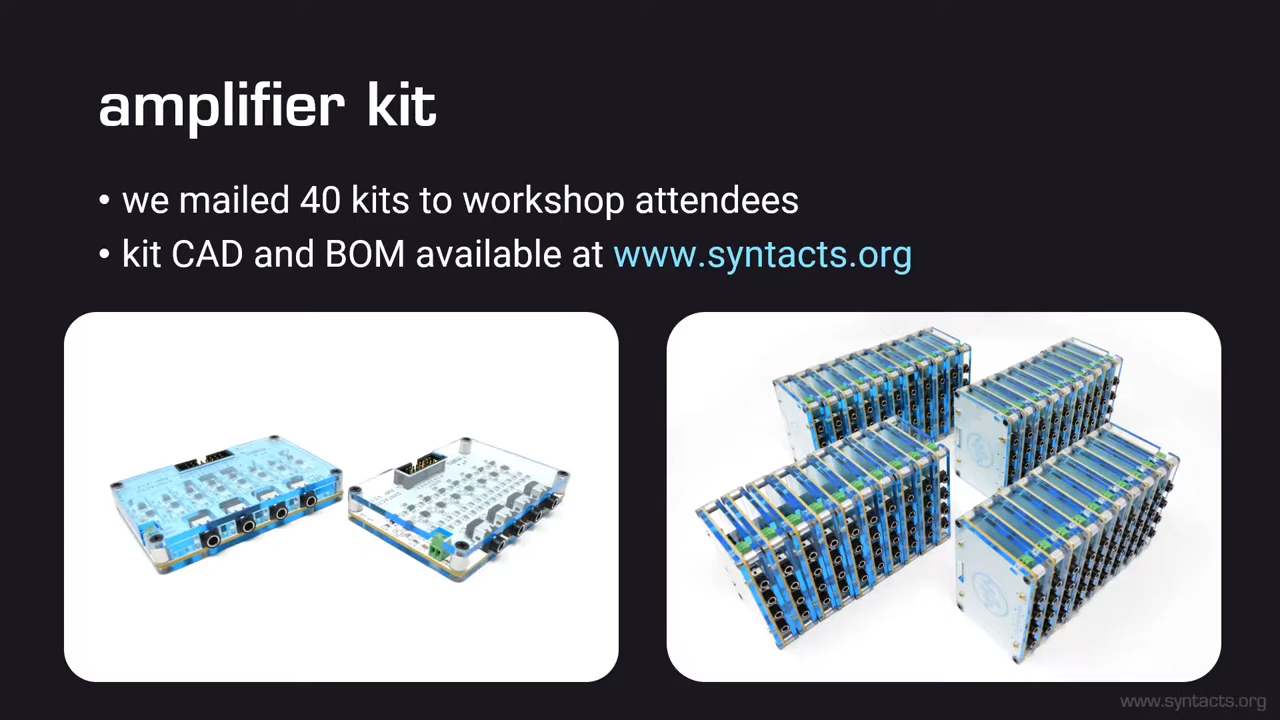 amplifier kit
• we mailed 40 kits to workshop attendees
• kit CAD and BOM available at www.syntacts.org
www.syntacts.org